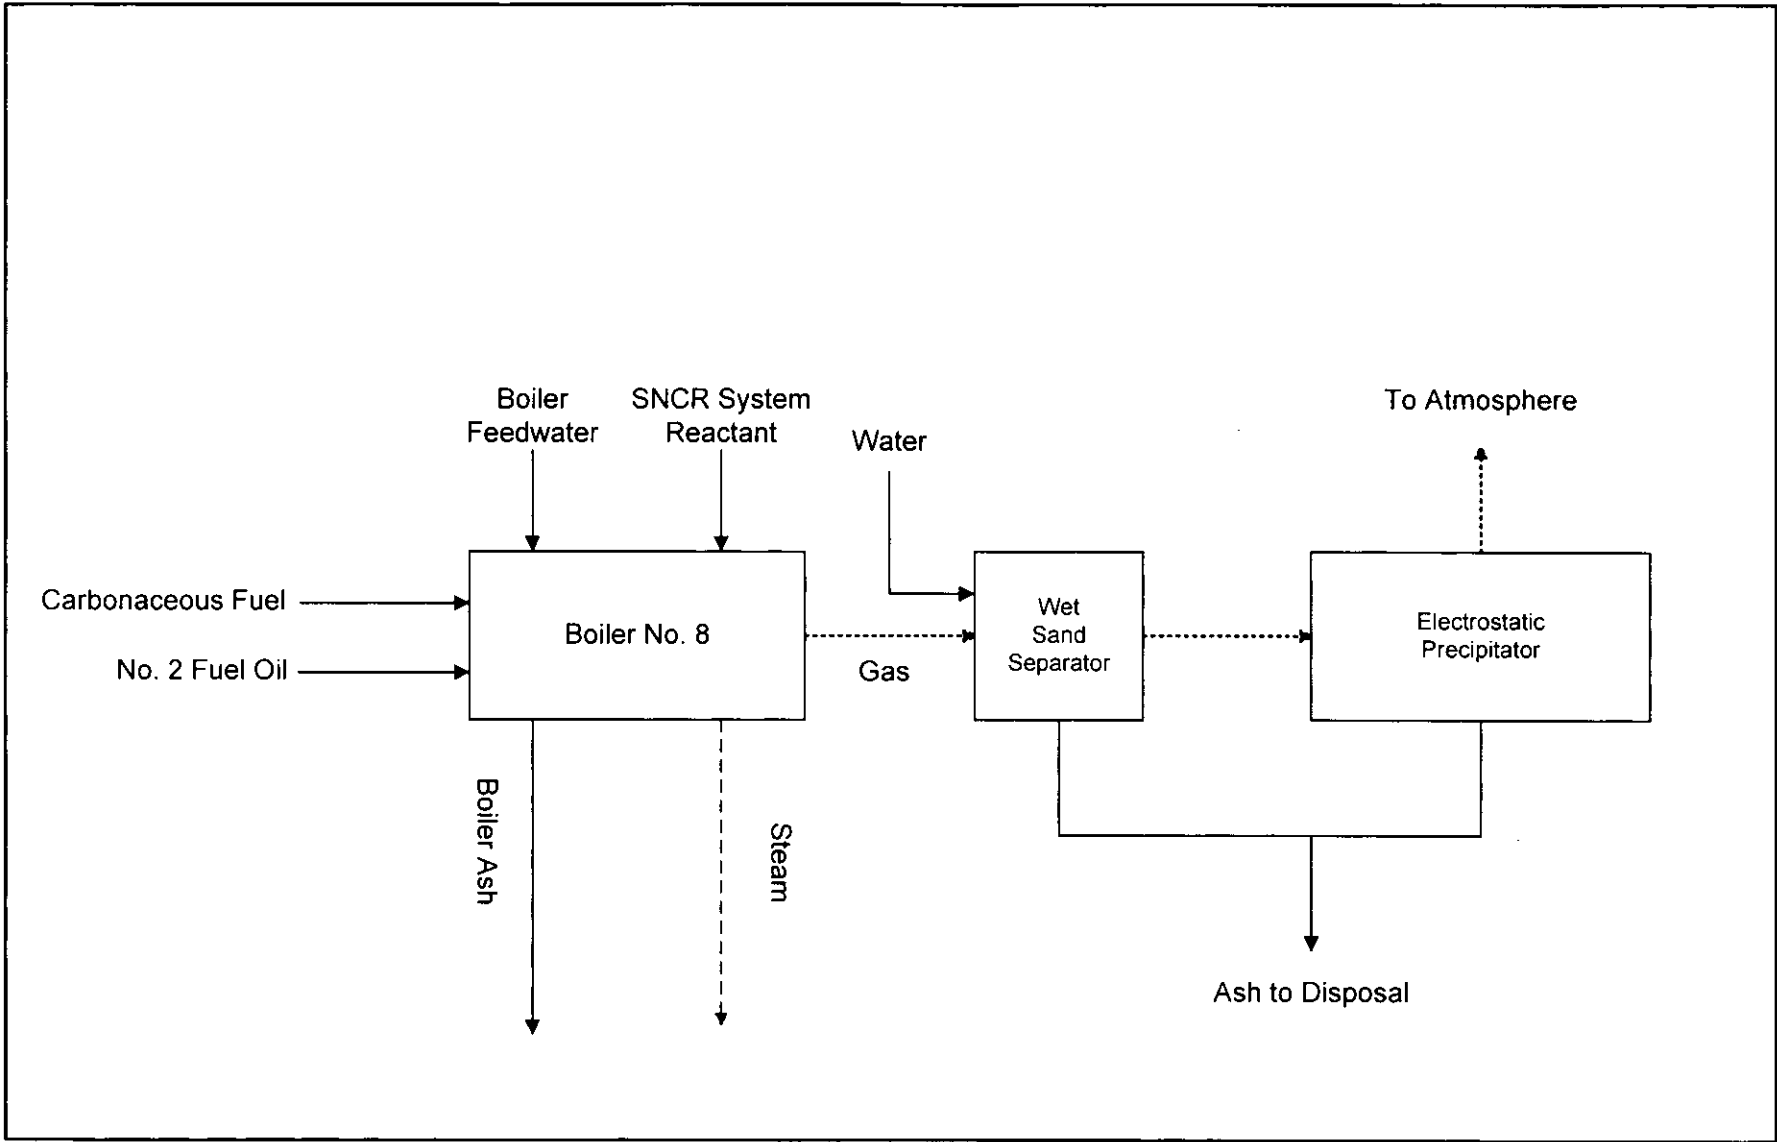 Boiler
Feedwater
SNCR System
Reactant
Water
To Atmosphere
Carbonaceous Fuel
No. 2 Fuel Oil
Boiler No. 8
Gas
Wet
Sand
Separator
Electrostatic
Precipitator
Boiler Ash
Steam
Ash to Disposal